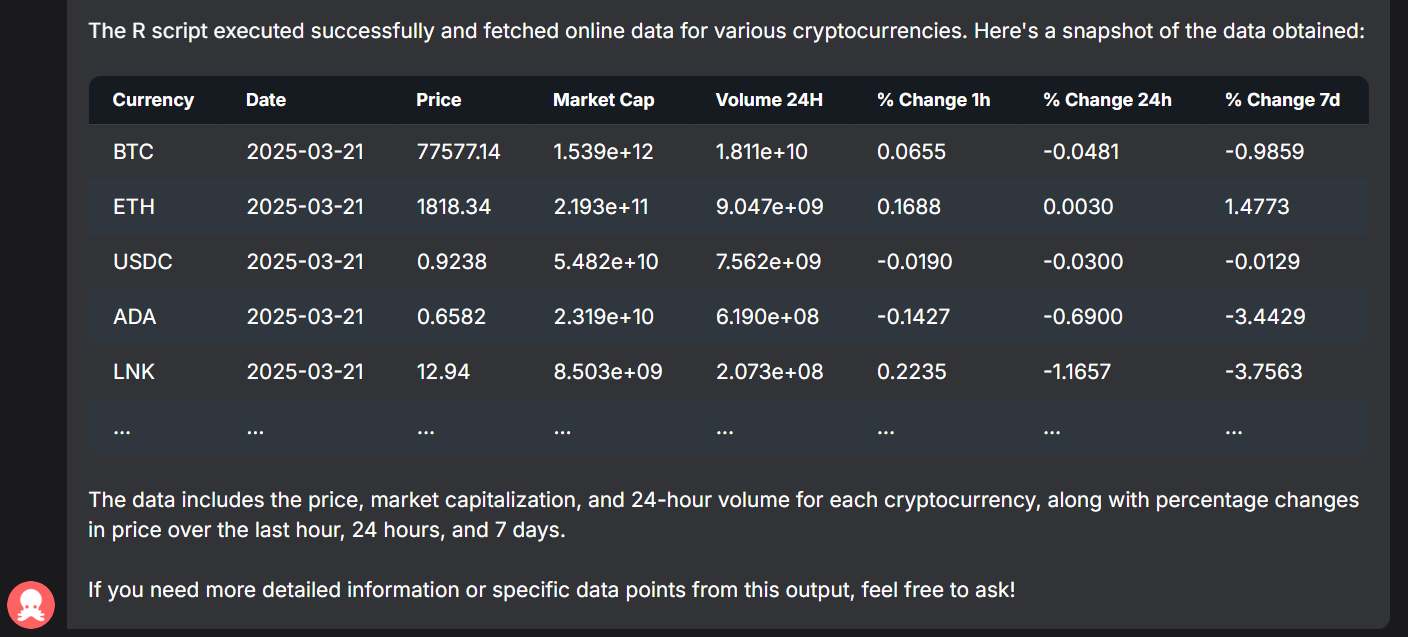 The R script executed successfully and fetched online data for various cryptocurrencies. Here's a snapshot of the data obtained:
Currency Date Price Market Cap Volume 24H % Change 1h % Change 24h % Change 7d
BTC 2025-03-21 77577.14 1.539e+12 1.811e+10 0.0655 -0.0481 -0.9859
ETH 2025-03-21 1818.34 2.193e+11 9.047e+09 0.1688 0.0030 1.4773
USDC 2025-03-21 0.9238 5.482e+10 7.562e+09 -0.0190 -0.0300 -0.0129
ADA 2025-03-21 0.6582 2.319e+10 6.190e+08 -0.1427 -0.6900 -3.4429
LNK 2025-03-21 12.94 8.503e+09 2.073e+08 0.2235 -1.1657 -3.7563
... ... ... ... ... ... ... ...
The data includes the price, market capitalization, and 24-hour volume for each cryptocurrency, along with percentage changes
in price over the last hour, 24 hours, and 7 days.
If you need more detailed information or specific data points from this output, feel free to ask!